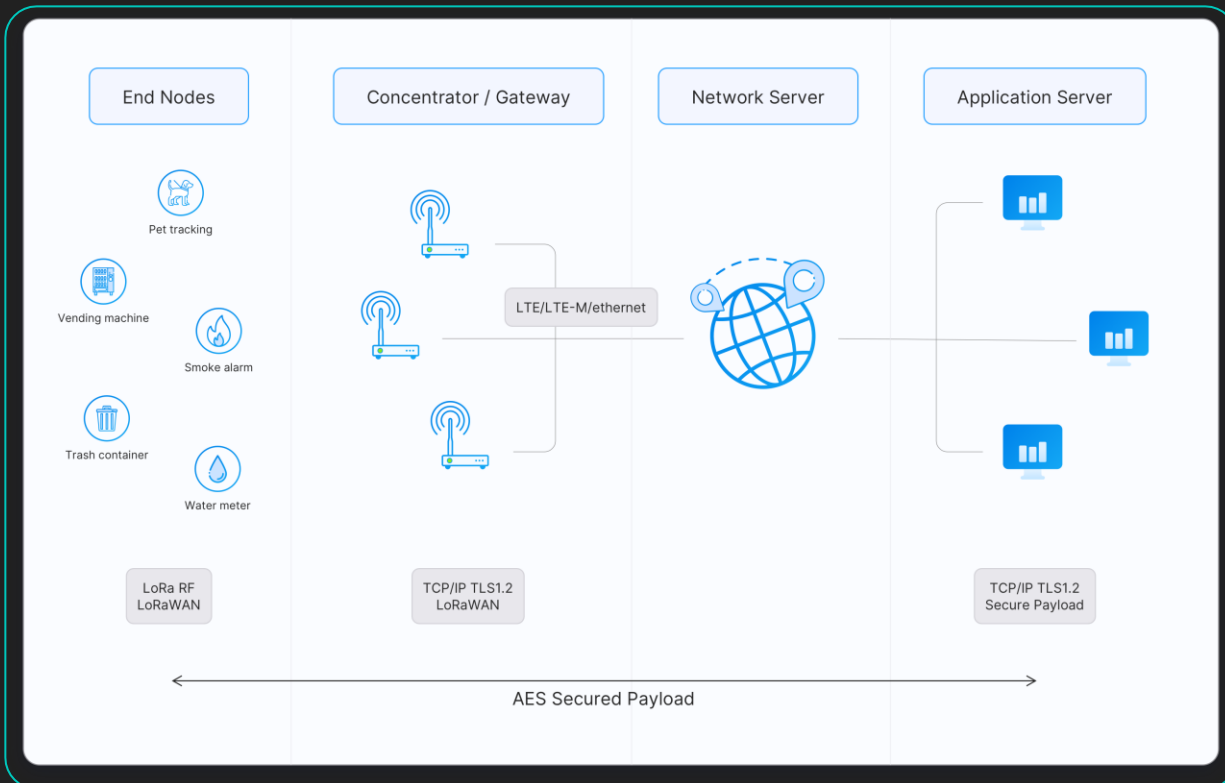 End Nodes
Concentrator / Gateway
Network Server
Application Server
Pet tracking
Vending machine
Smoke alarm
Trash container
Water meter
LTE/LTE-M/ethernet
LoRa RF
LoRaWAN
TCP/IP TLS1.2
LoRaWAN
TCP/IP TLS1.2
Secure Payload
AES Secured Payload